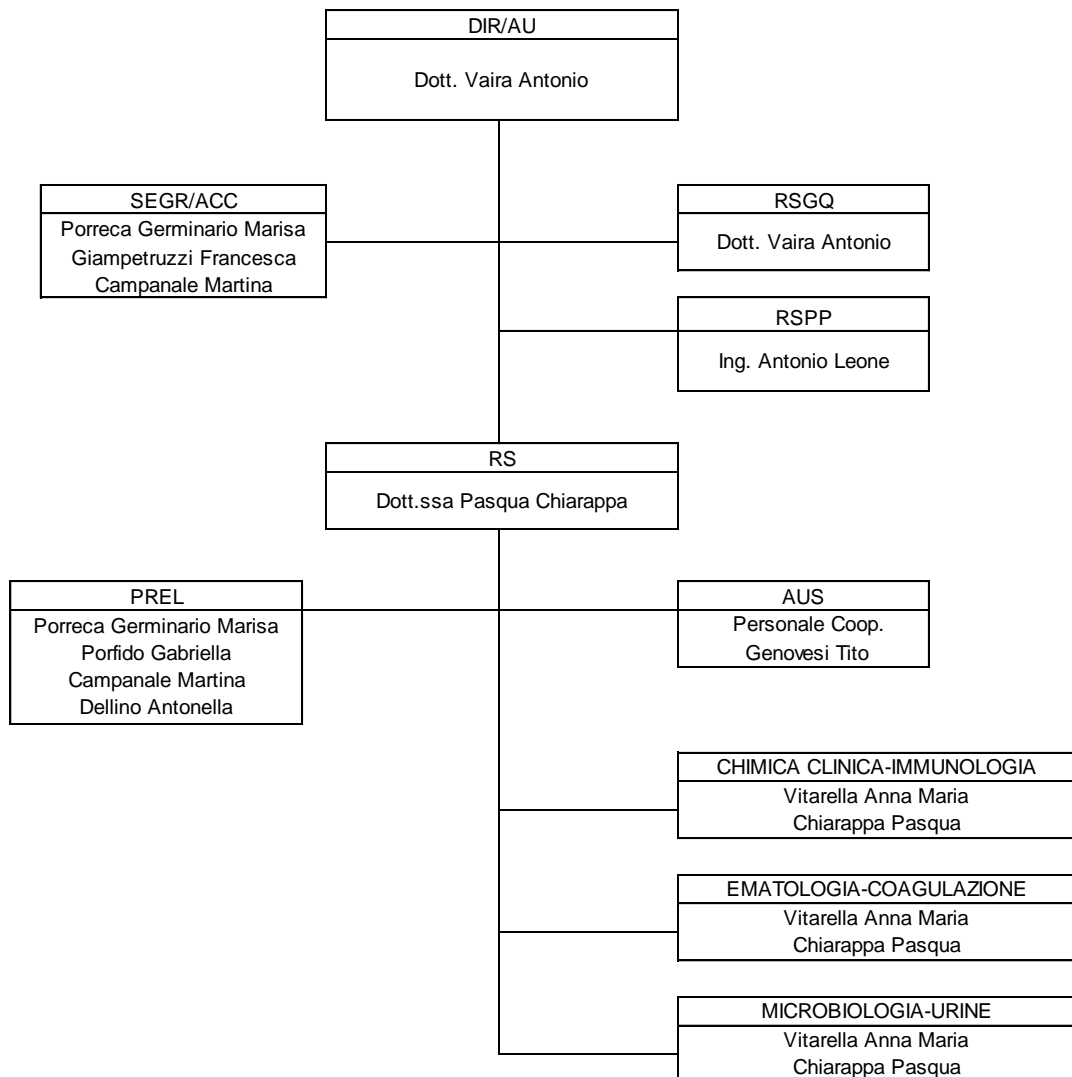 DIR/AU
Dott. Vaira Antonio
SEGR/ACC
Porreca Germinario Marisa
Giampetruzzi Francesca
Campanale Martina
RSGQ
Dott. Vaira Antonio
RSPP
Ing. Antonio Leone
RS
Dott.ssa Pasqua Chiarappa
PREL
Porreca Germinario Marisa
Porfido Gabriella
Campanale Martina
Dellino Antonella
AUS
Personale Coop.
Genovesi Tito
CHIMICA CLINICA-IMMUNOLOGIA
Vitarella Anna Maria
Chiarappa Pasqua
EMATOLOGIA-COAGULAZIONE
Vitarella Anna Maria
Chiarappa Pasqua
MICROBIOLOGIA-URINE
Vitarella Anna Maria
Chiarappa Pasqua